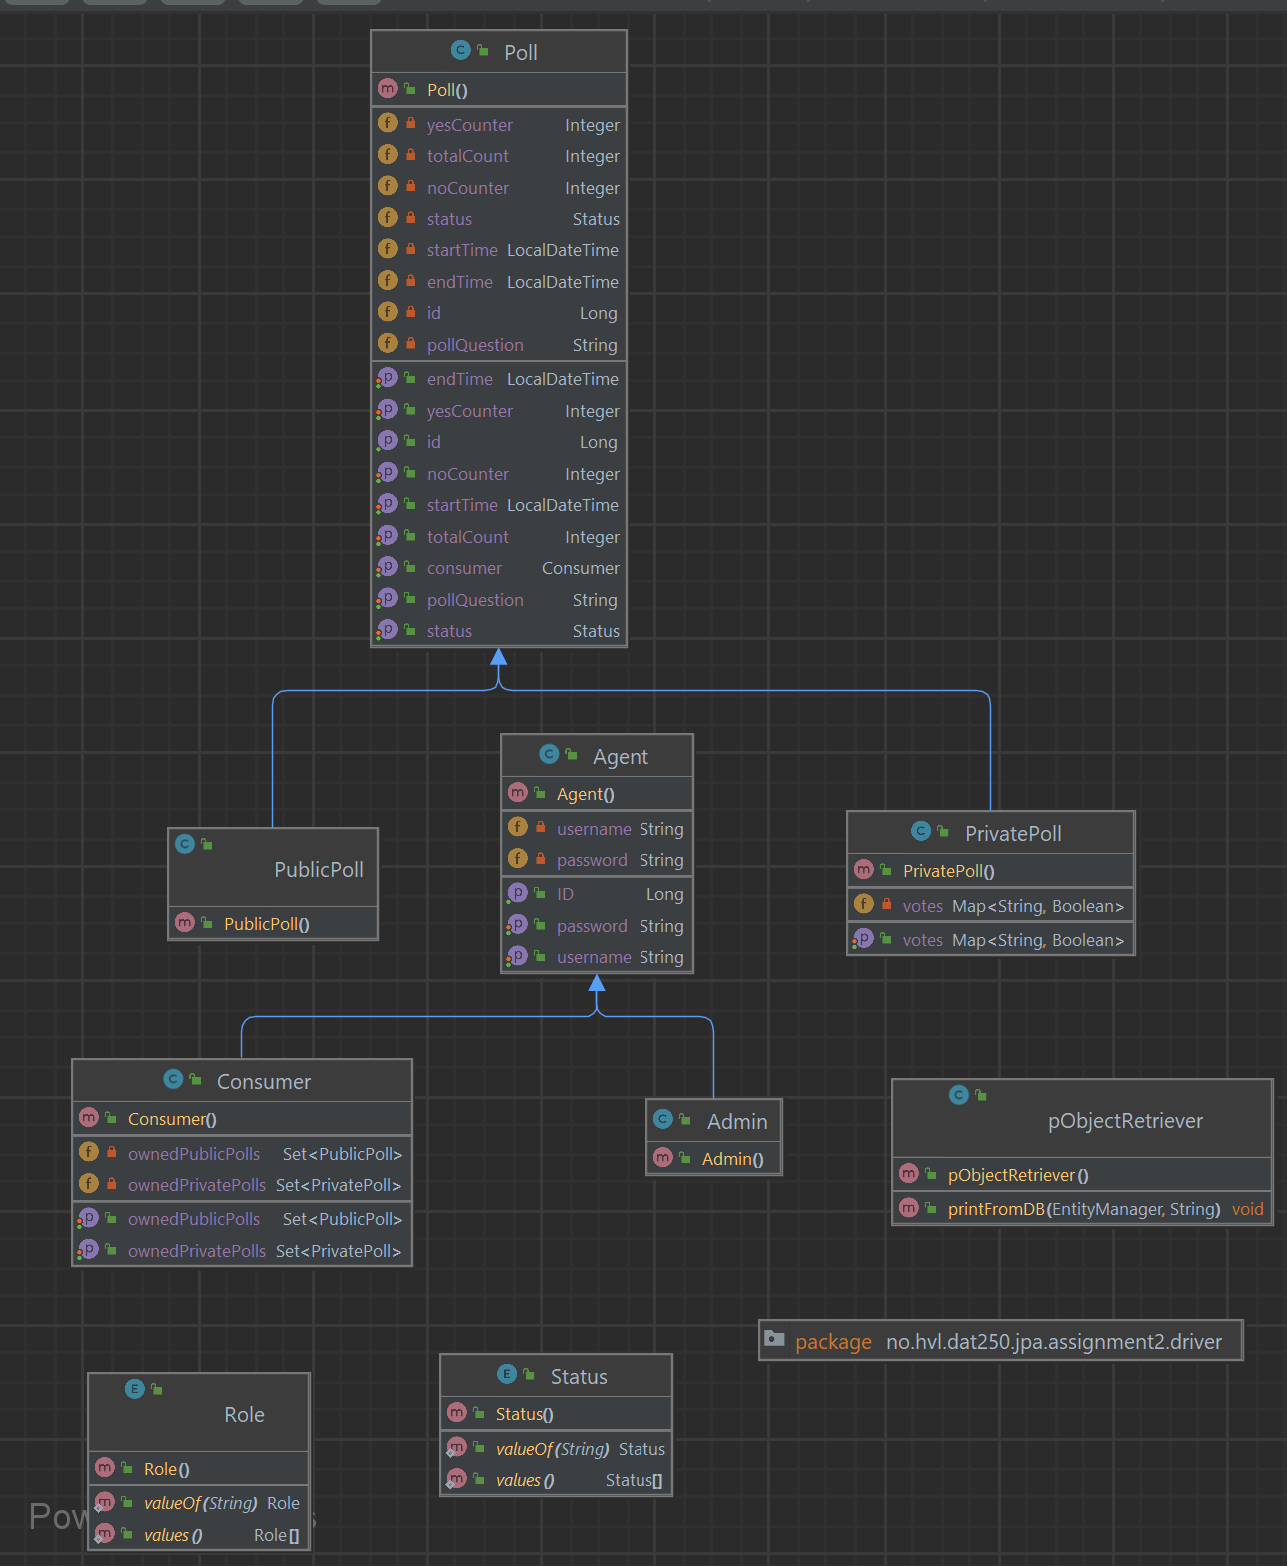 Poll
Poll()
yesCounter Integer
totalCount Integer
noCounter Integer
status Status
startTime LocalDateTime
endTime LocalDateTime
id Long
pollQuestion String
endTime LocalDateTime
yesCounter Integer
id Long
noCounter Integer
startTime LocalDateTime
totalCount Integer
consumer Consumer
pollQuestion String
status Status
Agent
Agent()
username String
password String
ID Long
password String
username String
PublicPoll
PublicPoll()
PrivatePoll
PrivatePoll()
votes Map<String, Boolean>
votes Map<String, Boolean>
Consumer
Consumer()
ownedPublicPolls Set<PublicPoll>
ownedPrivatePolls Set<PrivatePoll>
ownedPublicPolls Set<PublicPoll>
ownedPrivatePolls Set<PrivatePoll>
Admin
Admin()
pObjectRetriever
pObjectRetriever()
printFromDB(EntityManager, String) void
package no.hvl.dat250.jpa.assignment2.driver
Role
Role()
valueOf(String) Role
values() Role[]
Status
Status()
valueOf(String) Status
values() Status[]